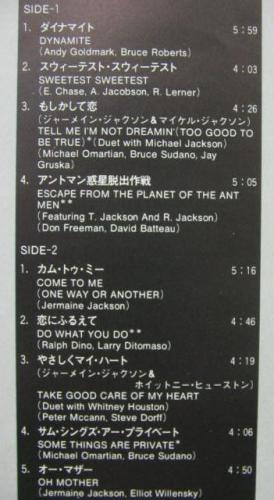 SIDE-1
1. ダイナマイト 5:59
DYNAMITE
(Andy Goldmark, Bruce Roberts)
2. スウィーテスト・スウィーテスト 4:03
SWEETEST SWEETEST
(E. Chase, A. Jacobson, R. Lerner)
3. もしかして恋 4:26
(ジャーメイン・ジャクソン&マイケル・ジャクソン)
TELL ME I'M NOT DREAMIN'(TOO GOOD TO
BE TRUE)*(Duet with Michael Jackson)
(Michael Omartian, Bruce Sudano, Jay
Gruska)
4. アントマン惑星脱出作戦 5:05
ESCAPE FROM THE PLANET OF THE ANT
MEN**
(Featuring T. Jackson And R. Jackson)
(Don Freeman, David Batteau)
SIDE-2
1. カム・トゥ・ミー 5:16
COME TO ME
(ONE WAY OR ANOTHER)
(Jermaine Jackson)
2. 恋にふるえて 4:46
DO WHAT YOU DO**
(Ralph Dino, Larry Ditomaso)
3. やさしくマイ・ハート 4:19
(ジャーメイン・ジャクソン&
ホイットニー・ヒューストン)
TAKE GOOD CARE OF MY HEART
(Duet with Whitney Houston)
(Peter Mccann, Steve Dorff)
4. サム・シングス・アー・プライベート 4:06
SOME THINGS ARE PRIVATE*
(Michael Omartian, Bruce Sudano)
5. オー・マザー 4:50
OH MOTHER
(Jermaine Jackson, Elliot Willensky)